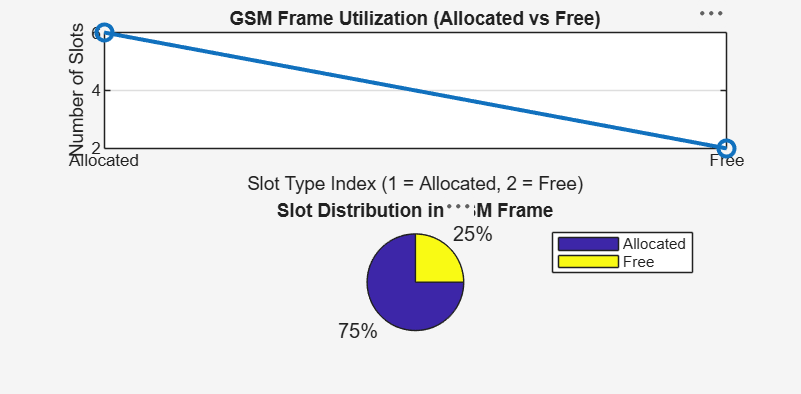 GSM Frame Utilization (Allocated vs Free)
Number of Slots
6
4
2
Allocated
Free
Slot Type Index (1 = Allocated, 2 = Free)
Slot Distribution in M Frame
25%
75%
Allocated
Free